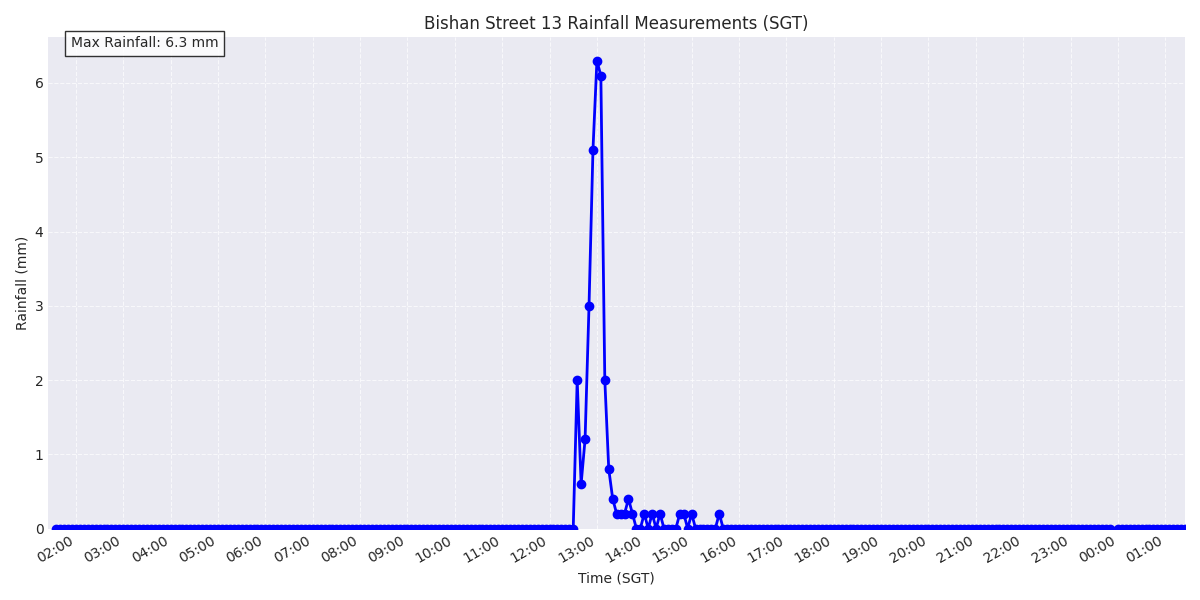 Bishan Street 13 Rainfall Measurements (SGT)
Max Rainfall: 6.3 mm
6
5
4
3
2
1
0
Rainfall (mm)
02:00 03:00 04:00 05:00 06:00 07:00 08:00 09:00 10:00 11:00 12:00 13:00 14:00 15:00 16:00 17:00 18:00 19:00 20:00 21:00 22:00 23:00 00:00 01:00
Time (SGT)